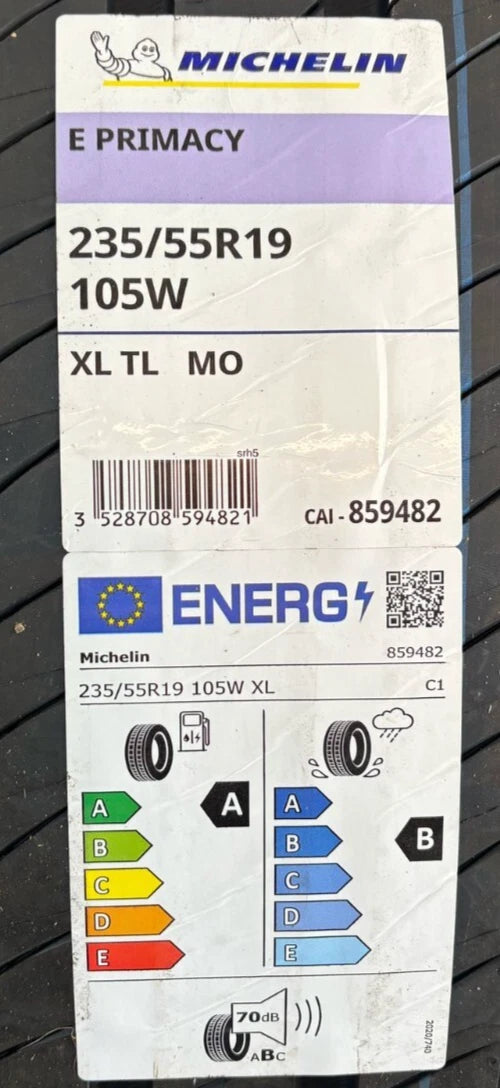 MICHELIN
E PRIMACY
235/55R19
105W
XL TL MO
srh5
3 528708 594821
CAI - 859482
ENERG
Michelin 859482
235/55R19 105W XL C1
A A A
B B B
C C
D D
E E
70dB
ABC
2020/740